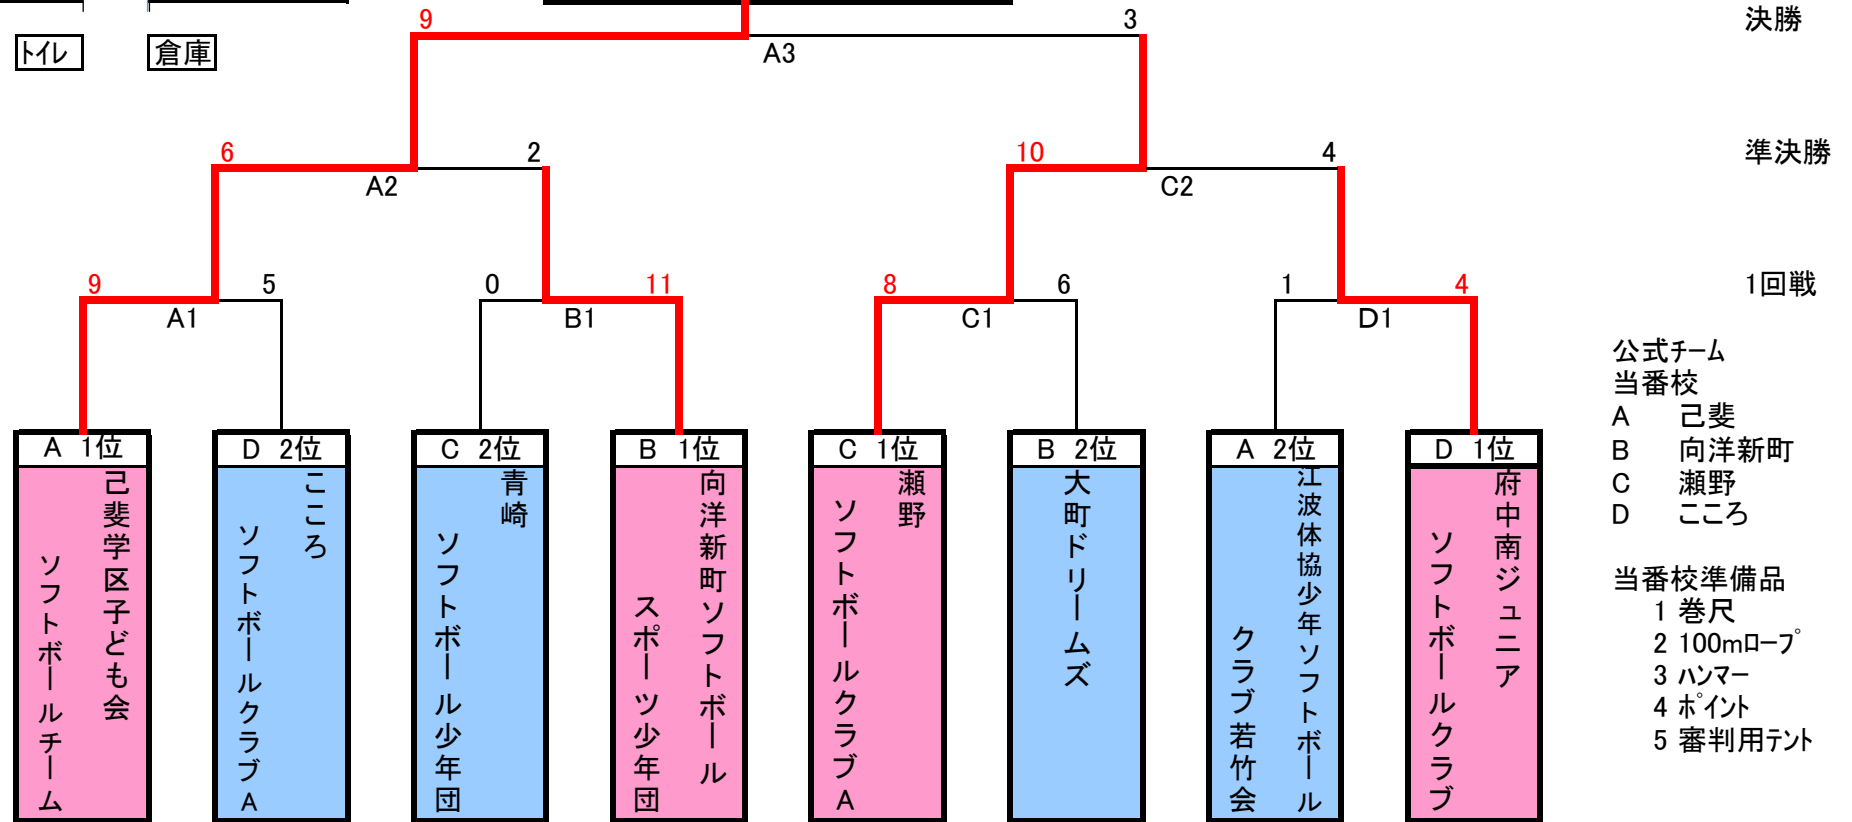 9 3 決勝
トイレ 倉庫 A3
6 2 10 4 準決勝
A2 C2
9 5 0 11 8 6 1 4 1回戦
A1 B1 C1 D1
公式チーム
当番校
A 己斐
B 向洋新町
C 瀬野
D こころ
当番校準備品
1 巻尺
2 100mロープ
3 ハンマー
4 ポイント
5 審判用テント
A 1位
己斐学区子ども会
ソフトボールチーム
D 2位
こころ
ソフトボールクラブA
C 2位
青崎
ソフトボール少年団
B 1位
向洋新町ソフトボール
スポーツ少年団
C 1位
瀬野
ソフトボールクラブA
B 2位
大町ドリームズ
A 2位
江波体協少年ソフトボール
クラブ若竹会
D 1位
府中南ジュニア
ソフトボールクラブ